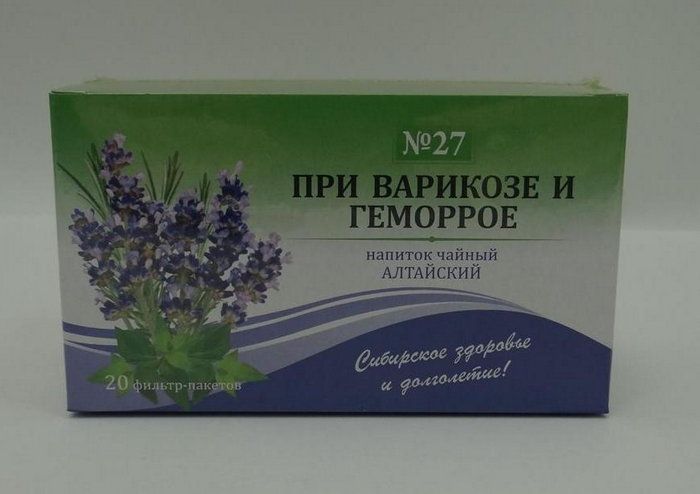 №27
ПРИ ВАРИКОЗЕ И
ГЕМОРРОЕ
напиток чайный
АЛТАЙСКИЙ
Сибирское здоровье
и долголетие!
20 фильтр-пакетов